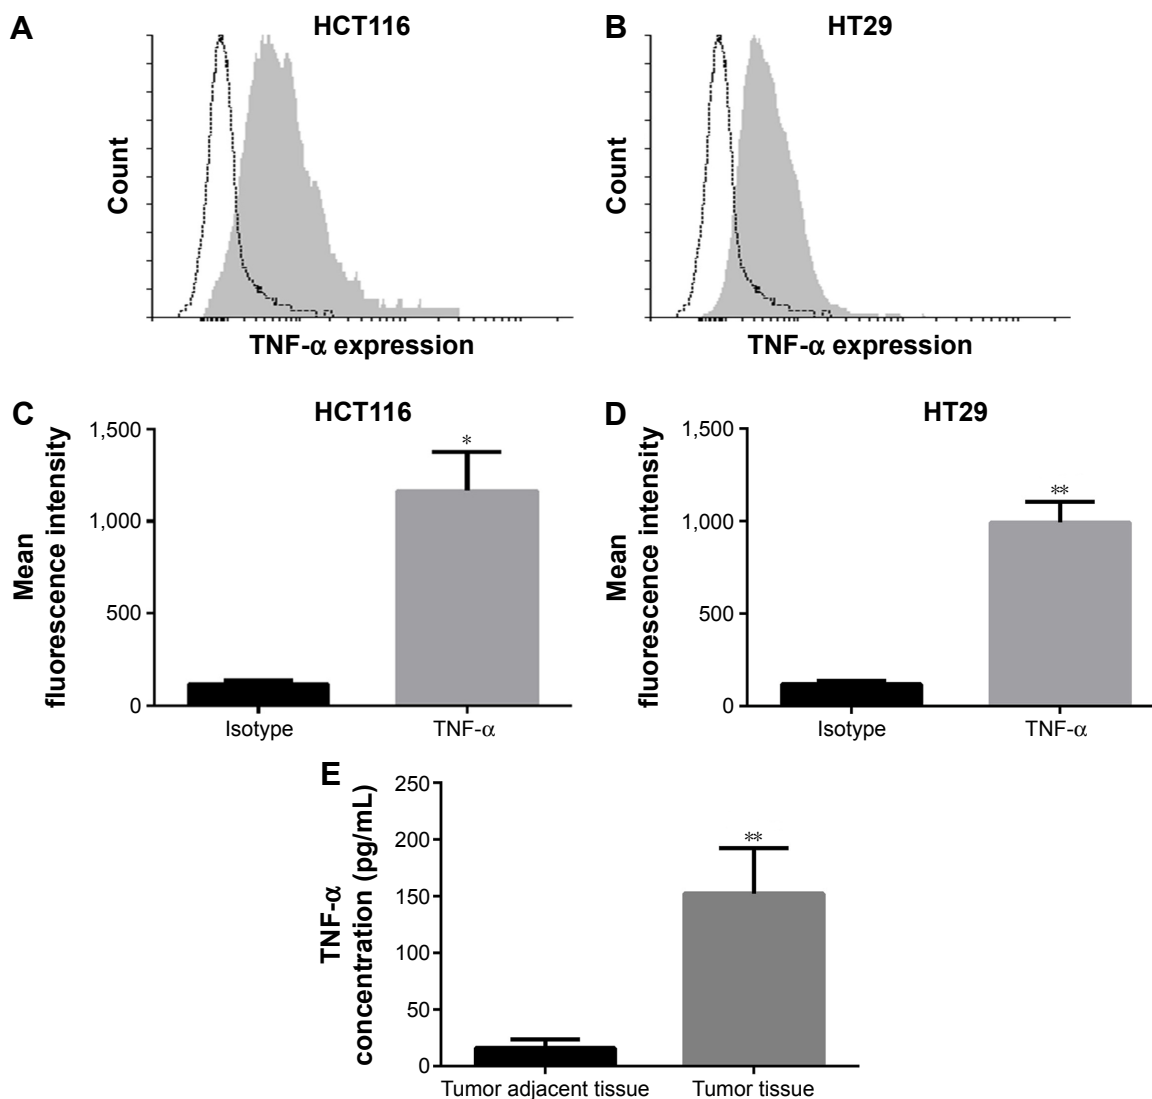 A
HCT116
Count
TNF-α expression
B
HT29
Count
TNF-α expression
C
HCT116
Mean
fluorescence intensity
1,500
1,000
500
0
*
Isotype
TNF-α
D
HT29
Mean
fluorescence intensity
1,500
1,000
500
0
**
Isotype
TNF-α
E
TNF-α
concentration (pg/mL)
250
200
150
100
50
0
**
Tumor adjacent tissue
Tumor tissue